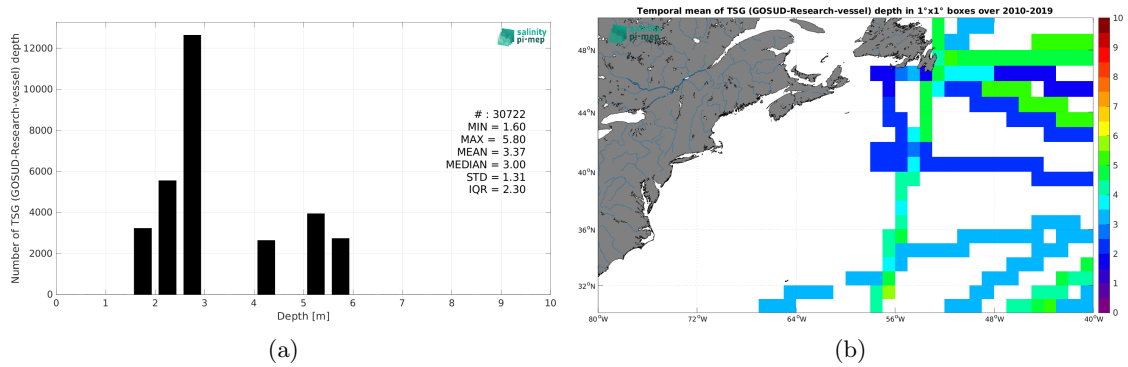 Number of TSG (GOSUD-Research-vessel) depth
12000
10000
8000
6000
4000
2000
0
0 1 2 3 4 5 6 7 8 9 10
Depth [m]
salinity
pi-mep
# : 30722
MIN = 1.60
MAX = 5.80
MEAN = 3.37
MEDIAN = 3.00
STD = 1.31
IQR = 2.30
(a)
Temporal mean of TSG (GOSUD-Research-vessel) depth in 1°x1° boxes over 2010-2019
salinity
pi-mep
48°N
44°N
40°N
36°N
32°N
80°W 72°W 64°W 56°W 48°W 40°W
10
9
8
7
6
5
4
3
2
1
0
(b)